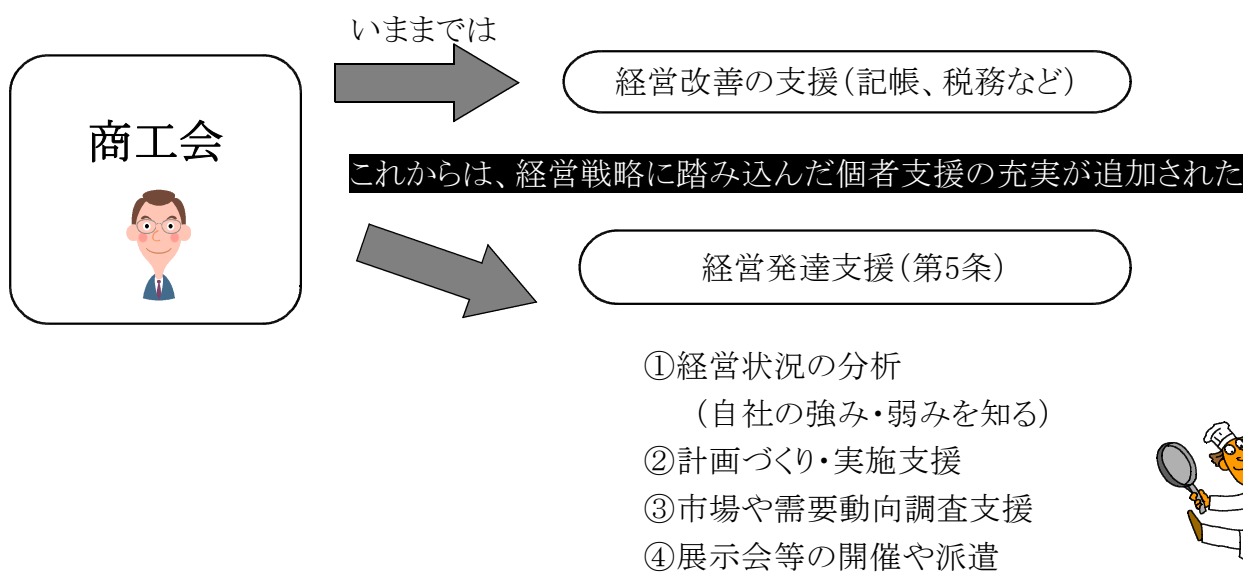 いままでは
商工会
経営改善の支援（記帳、税務など）
これからは、経営戦略に踏み込んだ個者支援の充実が追加された
経営発達支援（第5条）
①経営状況の分析
（自社の強み・弱みを知る）
②計画づくり・実施支援
③市場や需要動向調査支援
④展示会等の開催や派遣